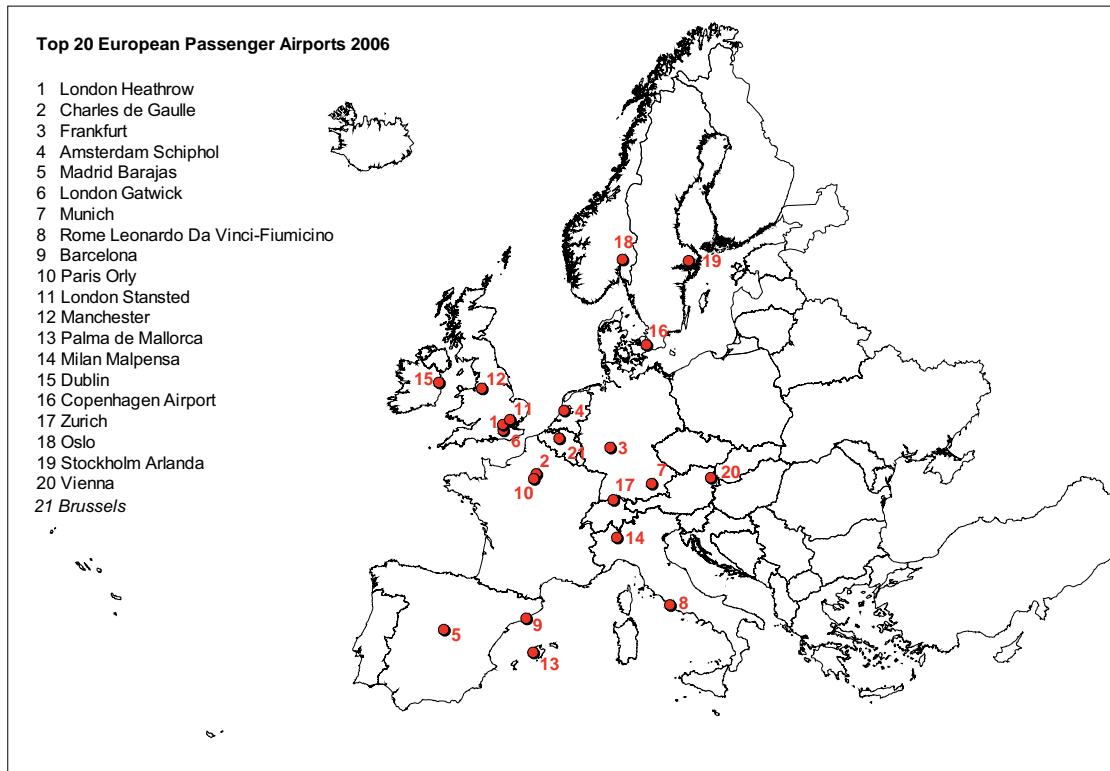 Top 20 European Passenger Airports 2006
1 London Heathrow
2 Charles de Gaulle
3 Frankfurt
4 Amsterdam Schiphol
5 Madrid Barajas
6 London Gatwick
7 Munich
8 Rome Leonardo Da Vinci-Fiumicino
9 Barcelona
10 Paris Orly
11 London Stansted
12 Manchester
13 Palma de Mallorca
14 Milan Malpensa
15 Dublin
16 Copenhagen Airport
17 Zurich
18 Oslo
19 Stockholm Arlanda
20 Vienna
21 Brussels
18
19
16
15
12
11
1
6
4
21
3
2
10
7
20
17
14
8
9
5
13